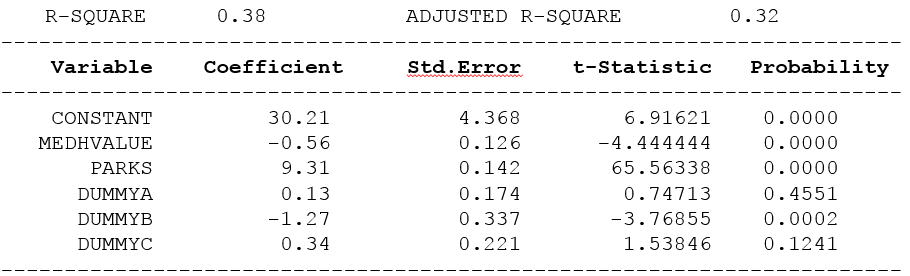 R-SQUARE 0.38 ADJUSTED R-SQUARE 0.32
Variable Coefficient Std.Error t-Statistic Probability
CONSTANT 30.21 4.368 6.91621 0.0000
MEDHVALUE -0.56 0.126 -4.444444 0.0000
PARKS 9.31 0.142 65.56338 0.0000
DUMMYA 0.13 0.174 0.74713 0.4551
DUMMYB -1.27 0.337 -3.76855 0.0002
DUMMYC 0.34 0.221 1.53846 0.1241